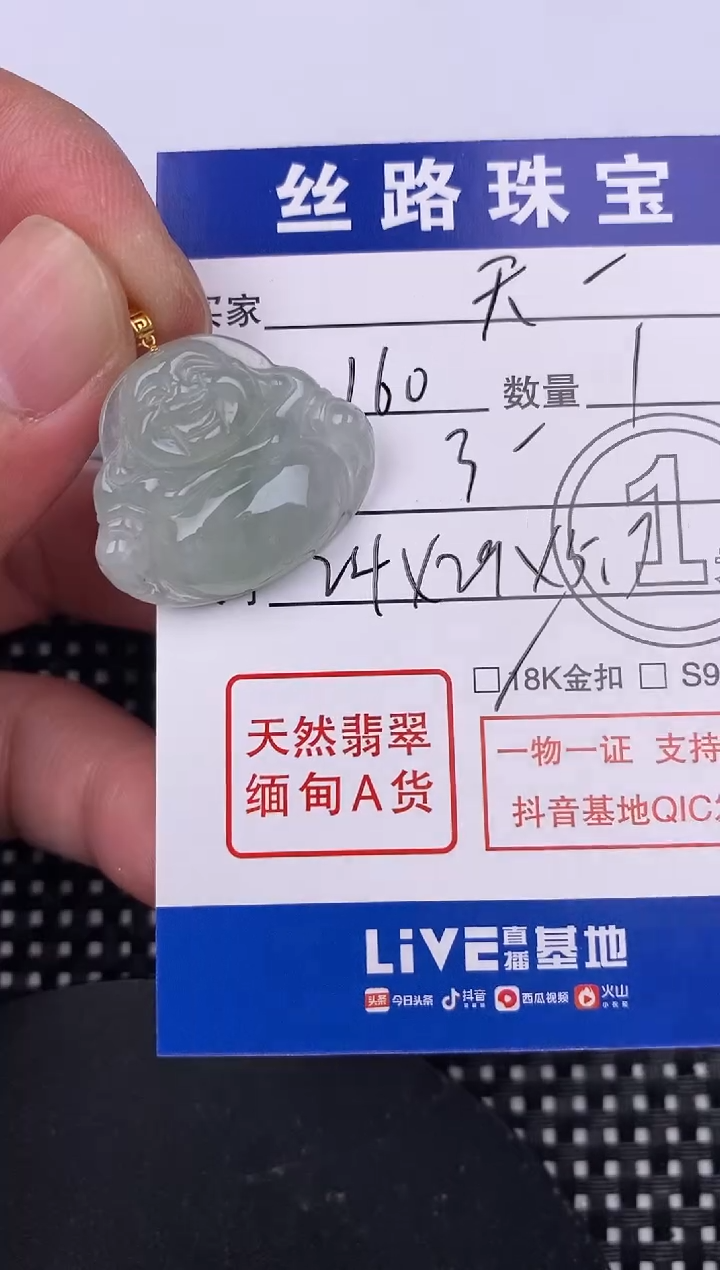 丝路珠宝
买家 天
160 数量 1
3
24X29X5.7
1
18K金扣 S9
天然翡翠
缅甸A货
一物一证 支持
抖音基地QIC
LiVE直播基地
头条 今日头条 抖音 西瓜视频 火山